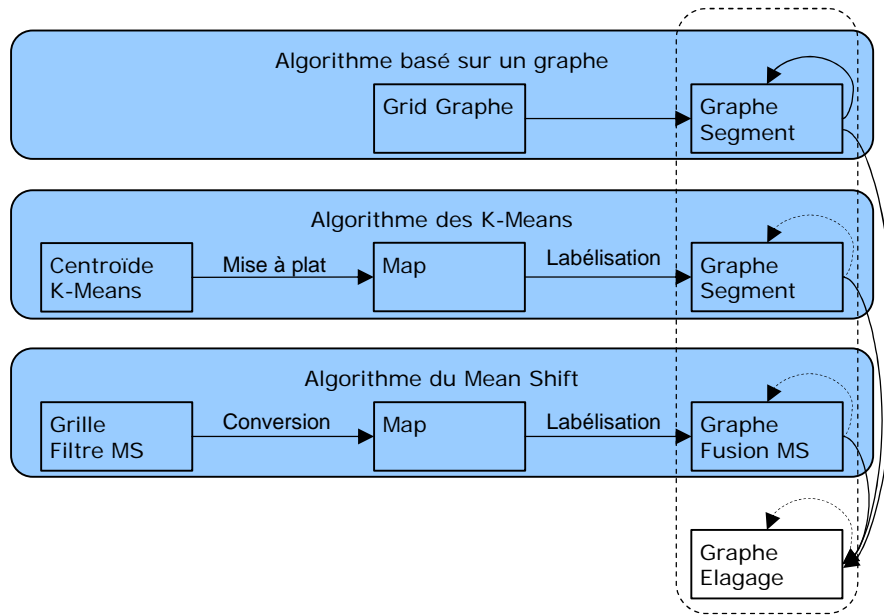 Algorithme basé sur un graphe
Grid Graphe
Graphe
Segment
Algorithme des K-Means
Centroïde
K-Means
Mise à plat
Map
Labélisation
Graphe
Segment
Algorithme du Mean Shift
Grille
Filtre MS
Conversion
Map
Labélisation
Graphe
Fusion MS
Graphe
Elagage